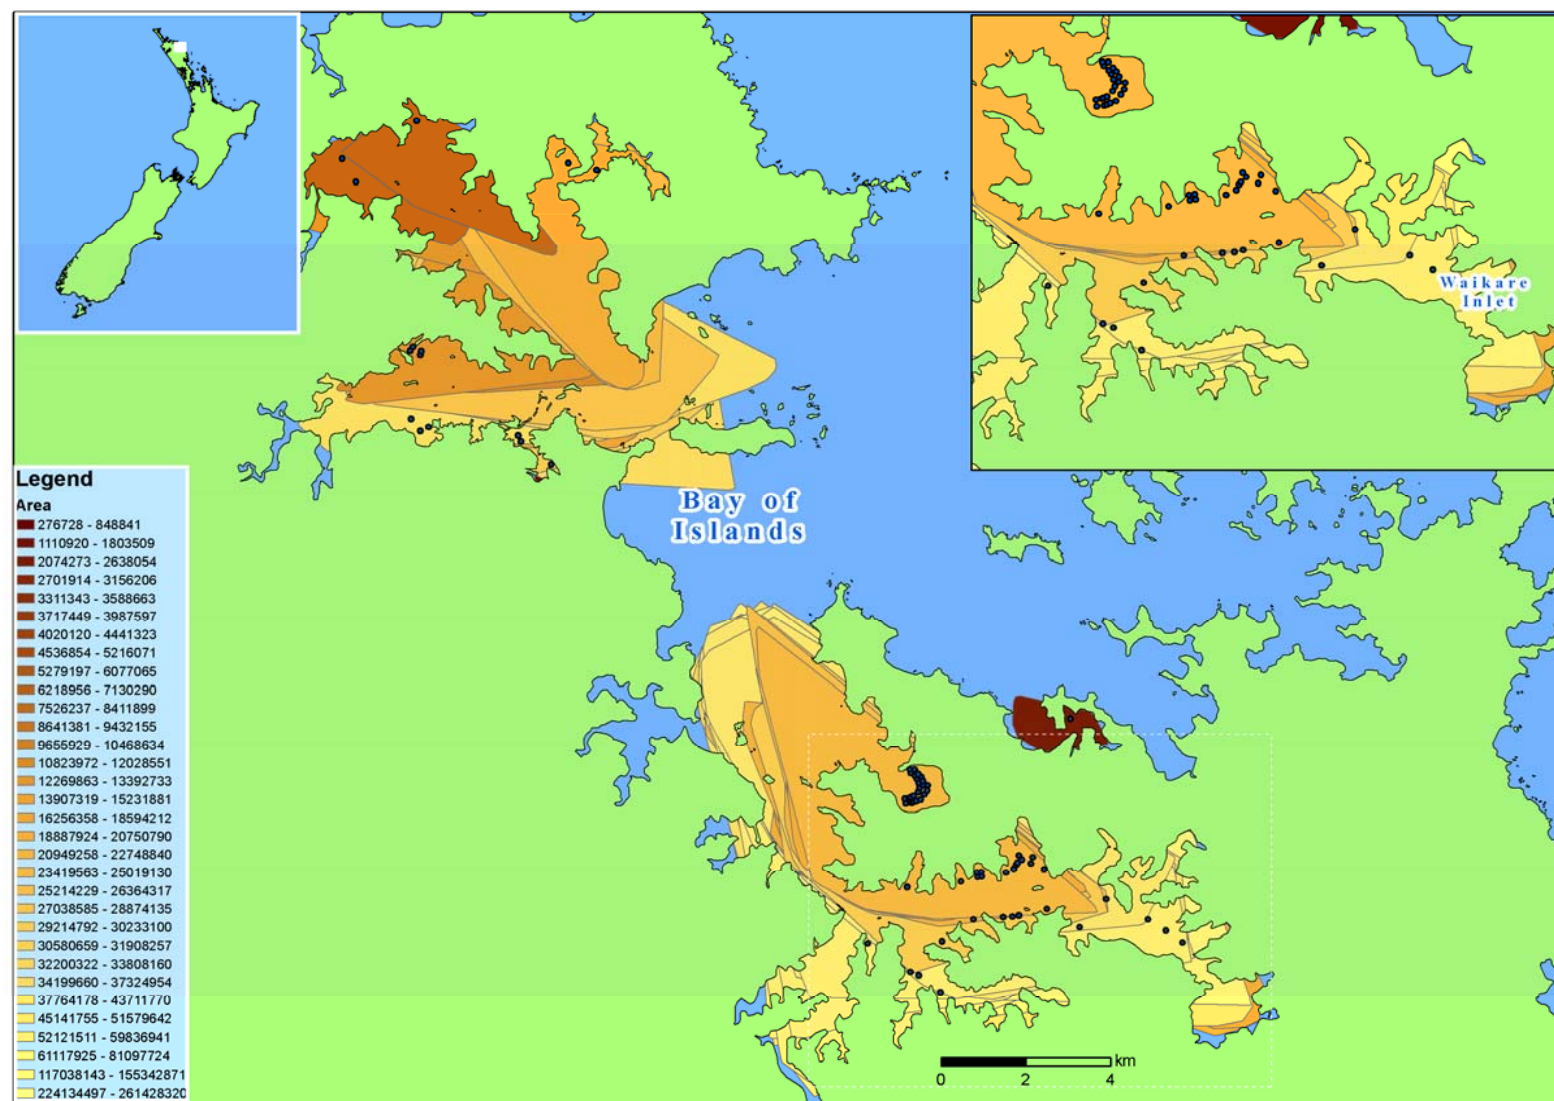 Waikare
Inlet
Bay of
Islands
Legend
Area
276728 - 848841
1110920 - 1803509
2074273 - 2638054
2701914 - 3156206
3311343 - 3588663
3717449 - 3987597
4020120 - 4441323
4536854 - 5216071
5279197 - 6077065
6218956 - 7130290
7526237 - 8411899
8641381 - 9432155
9655929 - 10468634
10823972 - 12028551
12269863 - 13392733
13907319 - 15231881
16256358 - 18594212
18887924 - 20750790
20949258 - 22748840
23419563 - 25019130
25214229 - 26364317
27038585 - 28874135
29214792 - 30233100
30580659 - 31908257
32200322 - 33808160
34199660 - 37324954
37764178 - 43711770
45141755 - 51579642
52121511 - 59836941
61117925 - 81097724
117038143 - 155342871
224134497 - 261428320
km
0 2 4